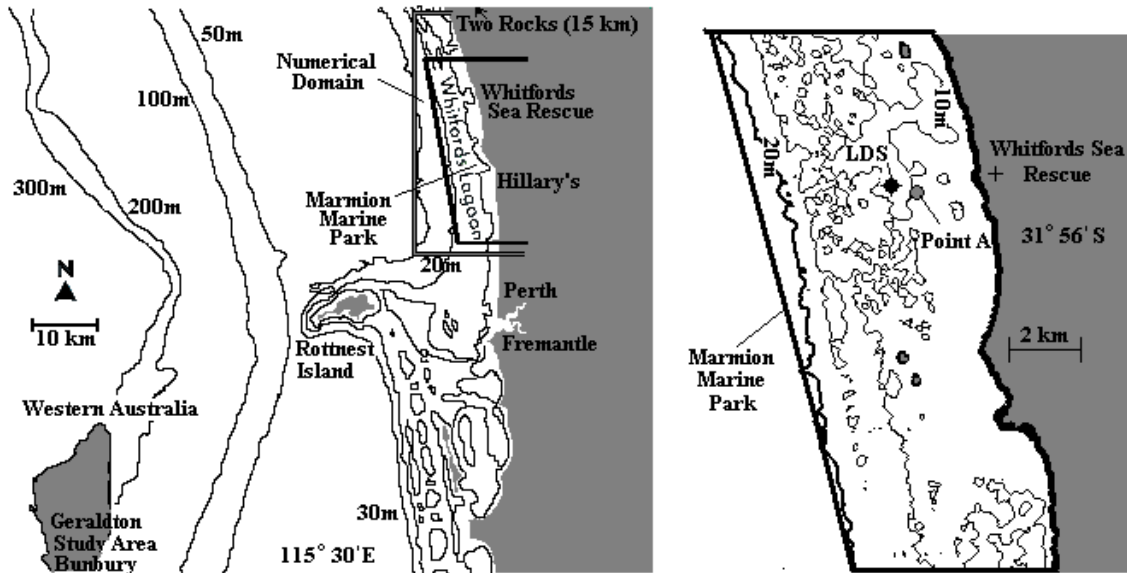 Two Rocks (15 km)
50m
Numerical
Domain
100m
Whitfords
Sea Rescue
Whitfords Lagoon
300m
200m
Hillary's
Marmion
Marine
Park
20m
N
10 km
Perth
Rottnest
Island
Fremantle
Western Australia
30m
Geraldton
Study Area
Bunbury
115° 30'E
10m
20m
LDS
Whitfords Sea
Rescue
Point A
31° 56' S
2 km
Marmion
Marine
Park